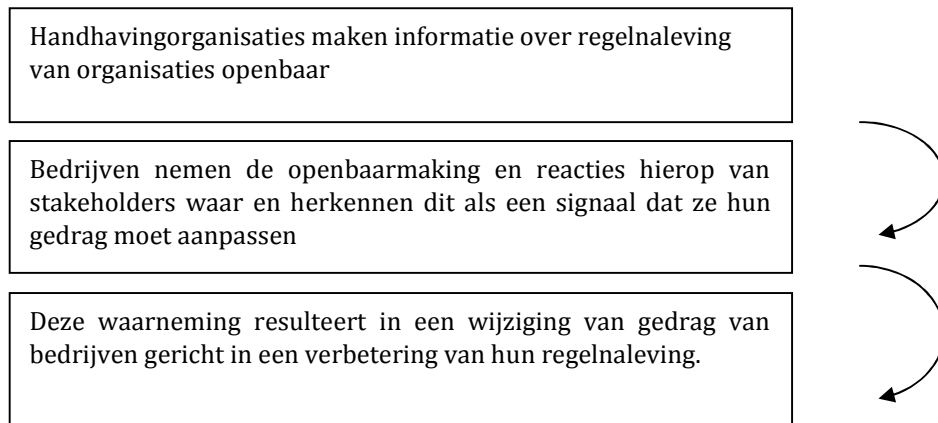 Handhavingorganisaties maken informatie over regelnaleving
van organisaties openbaar
Bedrijven nemen de openbaarmaking en reacties hierop van
stakeholders waar en herkennen dit als een signaal dat ze hun
gedrag moet aanpassen
Deze waarneming resulteert in een wijziging van gedrag van
bedrijven gericht in een verbetering van hun regelnaleving.